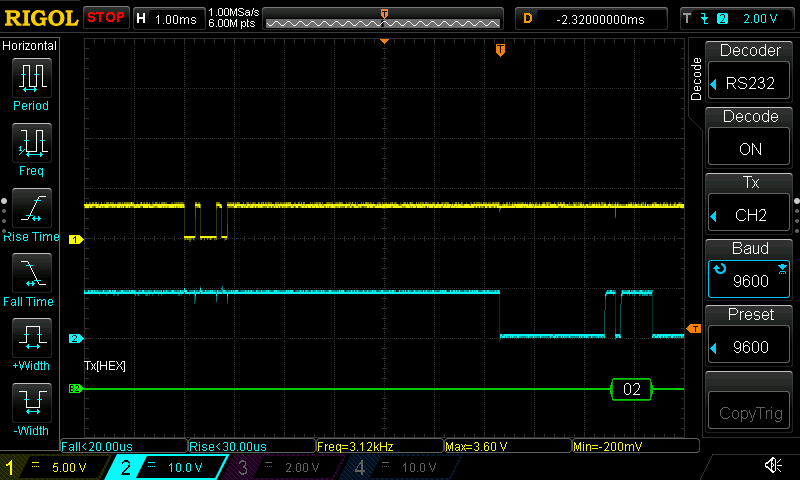 RIGOL STOP H 1.00ms 1.00MSa/s 6.00M pts T D -2.32000000ms T 2 2.00 V
Horizontal
Period
Freq
Rise Time
Fall Time
+Width
-Width
T
1
2
T
Tx[HEX]
B2
02
Decode
Decoder
RS232
Decode
ON
Tx
CH2
Baud
9600
Preset
9600
CopyTrig
Fall<20.00us Rise<30.00us Freq=3.12kHz Max=3.60 V Min=-200mV
1 5.00 V 2 10.0 V 3 2.00 V 4 10.0 V